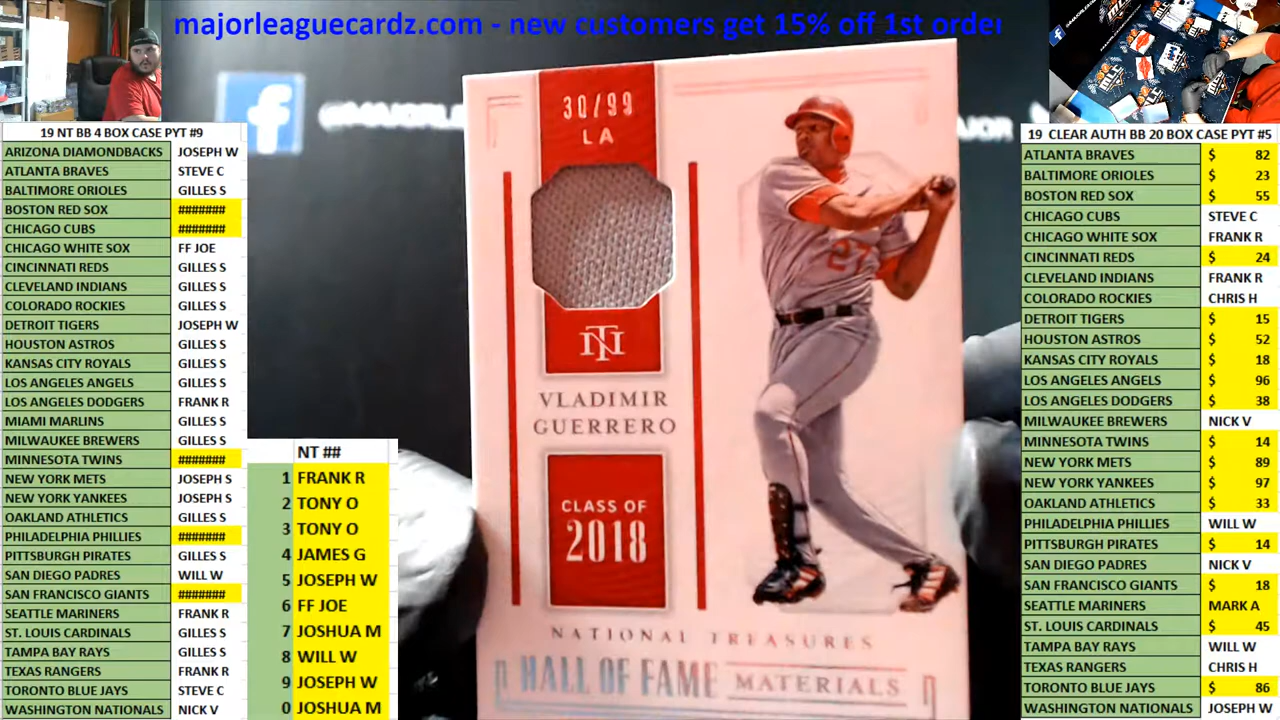 majorleaguecardz.com - new customers get 15% off 1st order
19 NT BB 4 BOX CASE PYT #9
ARIZONA DIAMONDBACKS JOSEPH W
ATLANTA BRAVES STEVE C
BALTIMORE ORIOLES GILLES S
BOSTON RED SOX #######
CHICAGO CUBS #######
CHICAGO WHITE SOX FF JOE
CINCINNATI REDS GILLES S
CLEVELAND INDIANS GILLES S
COLORADO ROCKIES GILLES S
DETROIT TIGERS JOSEPH W
HOUSTON ASTROS GILLES S
KANSAS CITY ROYALS GILLES S
LOS ANGELES ANGELS GILLES S
LOS ANGELES DODGERS FRANK R
MIAMI MARLINS GILLES S
MILWAUKEE BREWERS GILLES S
MINNESOTA TWINS #######
NEW YORK METS JOSEPH S
NEW YORK YANKEES JOSEPH S
OAKLAND ATHLETICS GILLES S
PHILADELPHIA PHILLIES #######
PITTSBURGH PIRATES GILLES S
SAN DIEGO PADRES WILL W
SAN FRANCISCO GIANTS #######
SEATTLE MARINERS FRANK R
ST. LOUIS CARDINALS GILLES S
TAMPA BAY RAYS GILLES S
TEXAS RANGERS FRANK R
TORONTO BLUE JAYS STEVE C
WASHINGTON NATIONALS NICK V
NT ##
1 FRANK R
2 TONY O
3 TONY O
4 JAMES G
5 JOSEPH W
6 FF JOE
7 JOSHUA M
8 WILL W
9 JOSEPH W
0 JOSHUA M
30/99
LA
27
NT
VLADIMIR
GUERRERO
CLASS OF
2018
NATIONAL TREASURES
HALL OF FAME MATERIALS
19 CLEAR AUTH BB 20 BOX CASE PYT #5
ATLANTA BRAVES $ 82
BALTIMORE ORIOLES $ 23
BOSTON RED SOX $ 55
CHICAGO CUBS STEVE C
CHICAGO WHITE SOX FRANK R
CINCINNATI REDS $ 24
CLEVELAND INDIANS FRANK R
COLORADO ROCKIES CHRIS H
DETROIT TIGERS $ 15
HOUSTON ASTROS $ 52
KANSAS CITY ROYALS $ 18
LOS ANGELES ANGELS $ 96
LOS ANGELES DODGERS $ 38
MILWAUKEE BREWERS NICK V
MINNESOTA TWINS $ 14
NEW YORK METS $ 89
NEW YORK YANKEES $ 97
OAKLAND ATHLETICS $ 33
PHILADELPHIA PHILLIES WILL W
PITTSBURGH PIRATES $ 14
SAN DIEGO PADRES NICK V
SAN FRANCISCO GIANTS $ 18
SEATTLE MARINERS MARK A
ST. LOUIS CARDINALS $ 45
TAMPA BAY RAYS WILL W
TEXAS RANGERS CHRIS H
TORONTO BLUE JAYS $ 86
WASHINGTON NATIONALS JOSEPH W